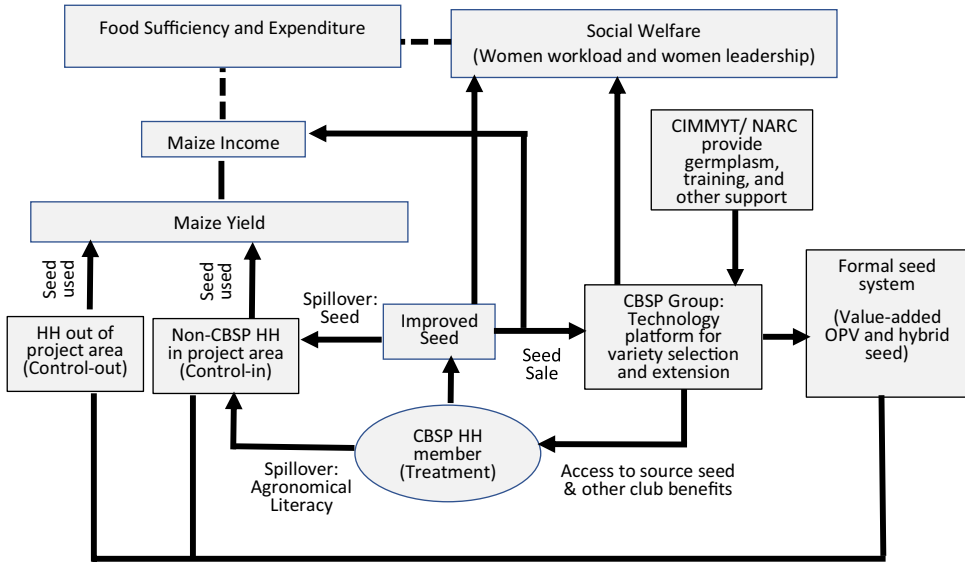 Food Sufficiency and Expenditure
Social Welfare
(Women workload and women leadership)
CIMMYT/ NARC
provide
germplasm,
training, and
other support
Maize Income
Maize Yield
Seed
used
Seed
used
Spillover:
Seed
Improved
Seed
Seed
Sale
CBSP Group:
Technology
platform for
variety selection
and extension
Formal seed
system
(Value-added
OPV and hybrid
seed)
HH out of
project area
(Control-out)
Non-CBSP HH
in project area
(Control-in)
CBSP HH
member
(Treatment)
Spillover:
Agronomical
Literacy
Access to source seed
& other club benefits